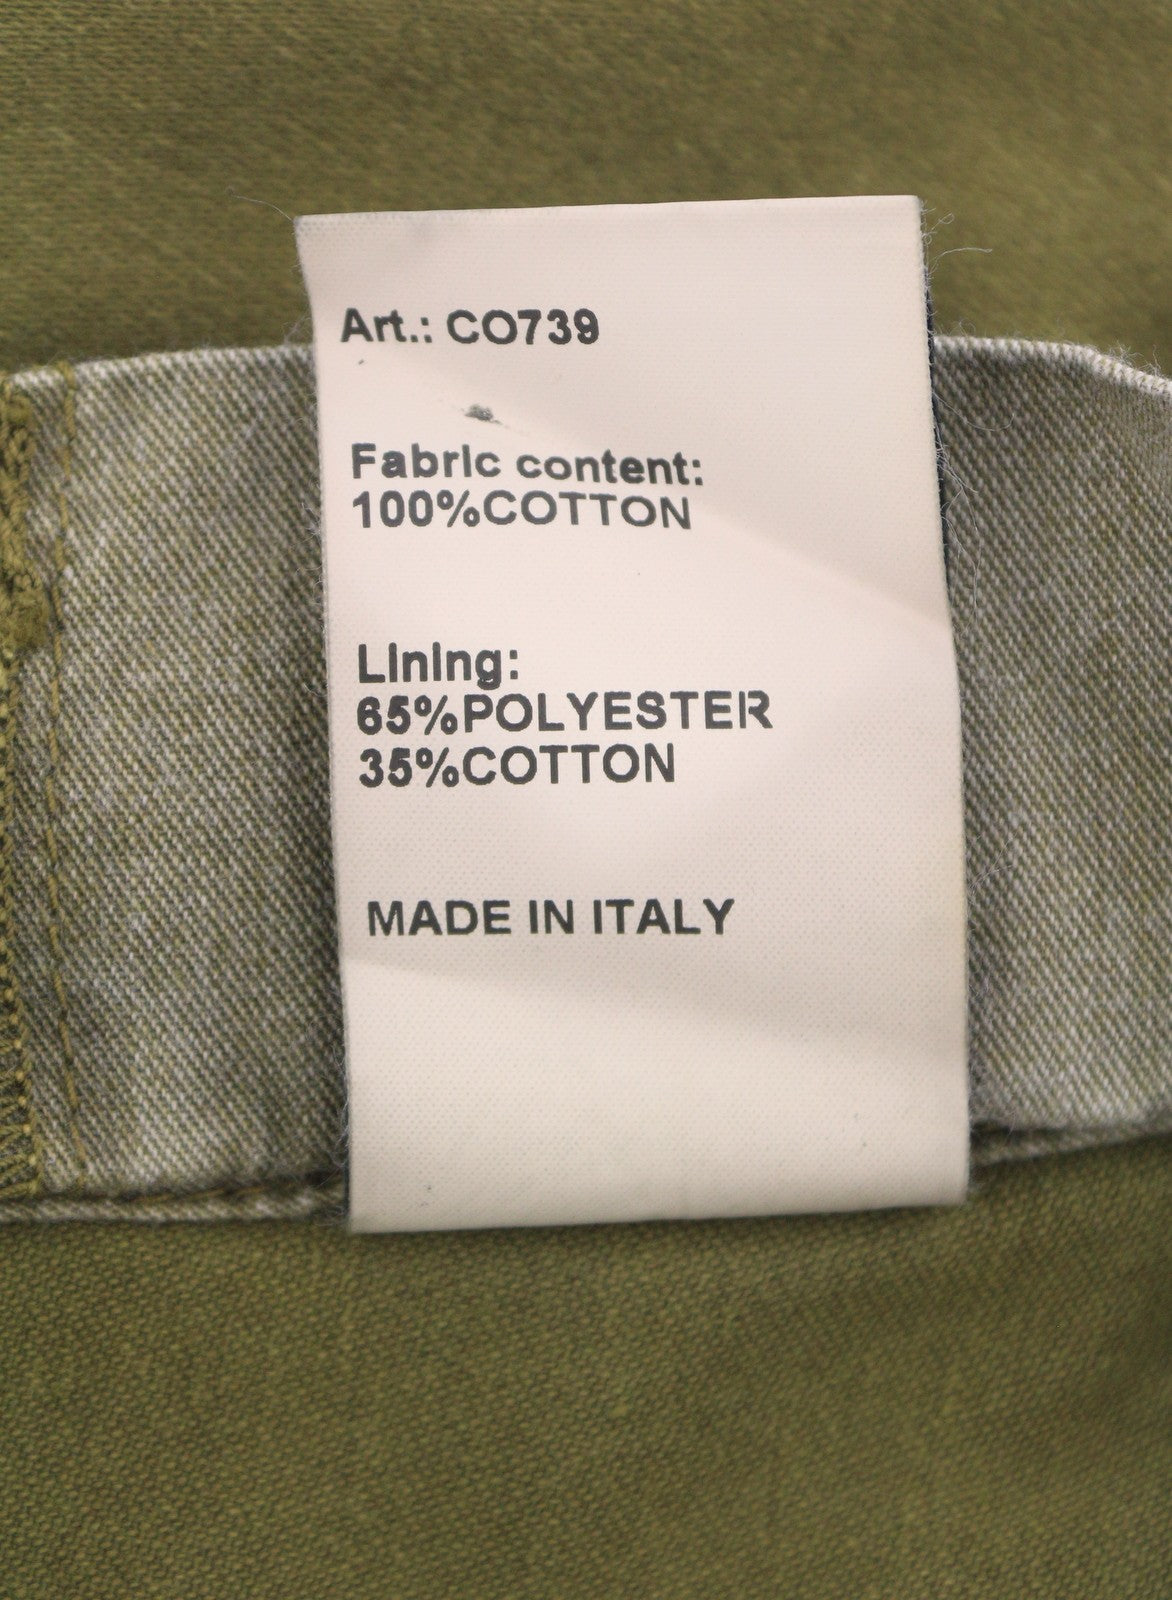 Art.: CO739
Fabric content:
100%COTTON
Lining:
65%POLYESTER
35%COTTON
MADE IN ITALY